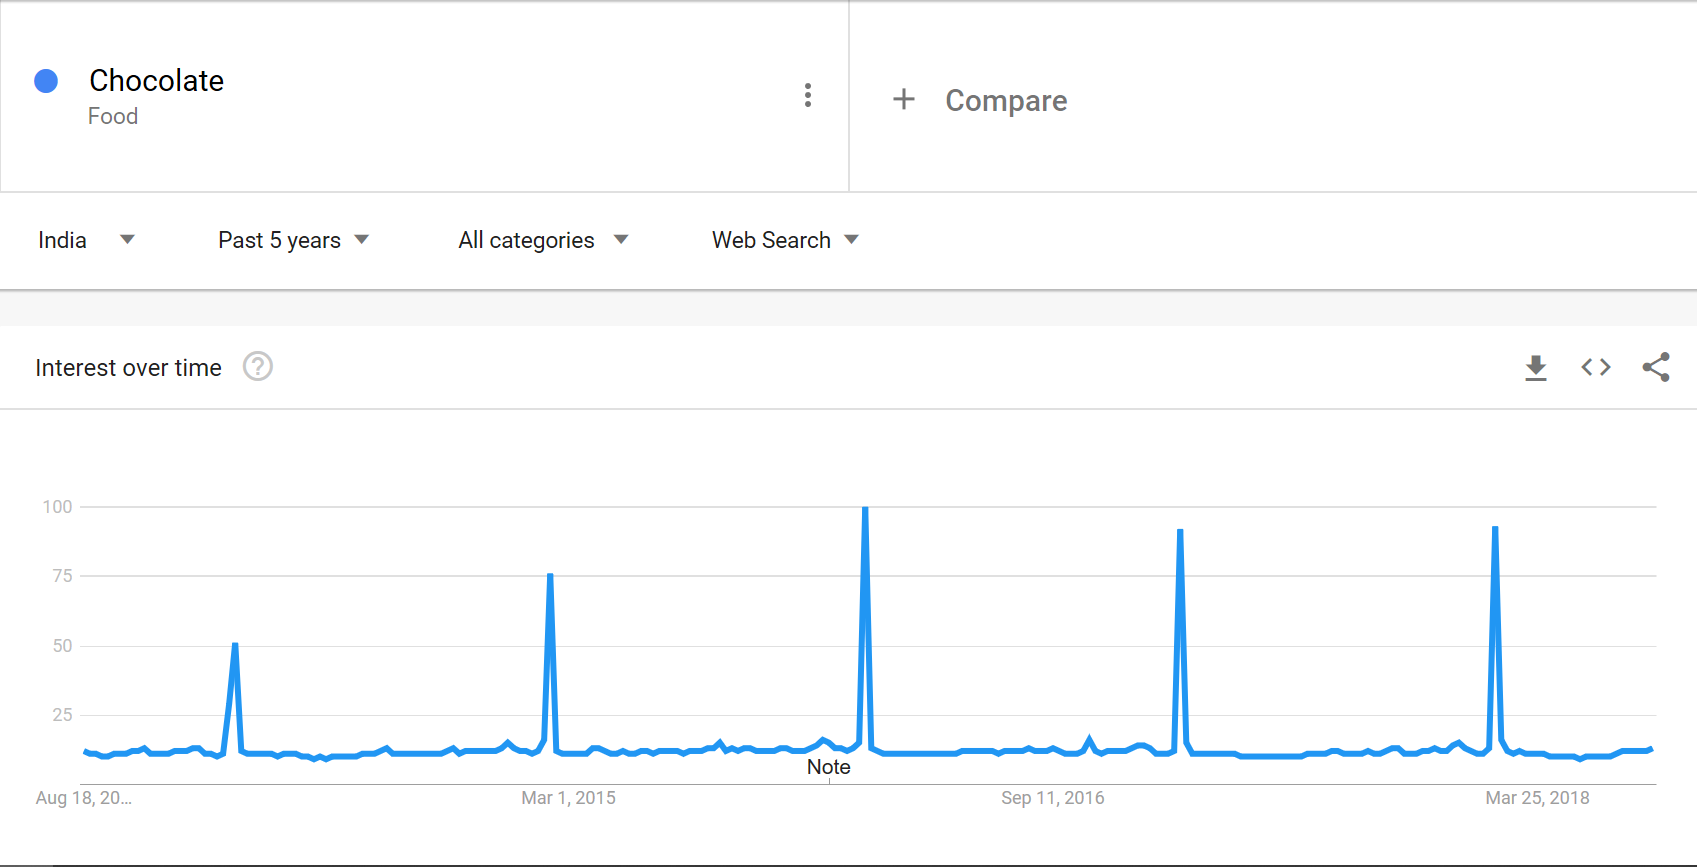 Chocolate
Food
+ Compare
India
Past 5 years
All categories
Web Search
Interest over time ?
100
75
50
25
Note
Aug 18, 20...
Mar 1, 2015
Sep 11, 2016
Mar 25, 2018